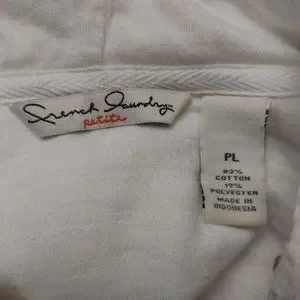 French Laundry
petite
PL
83%
COTTON
17%
POLYESTER
MADE IN
INDONESIA